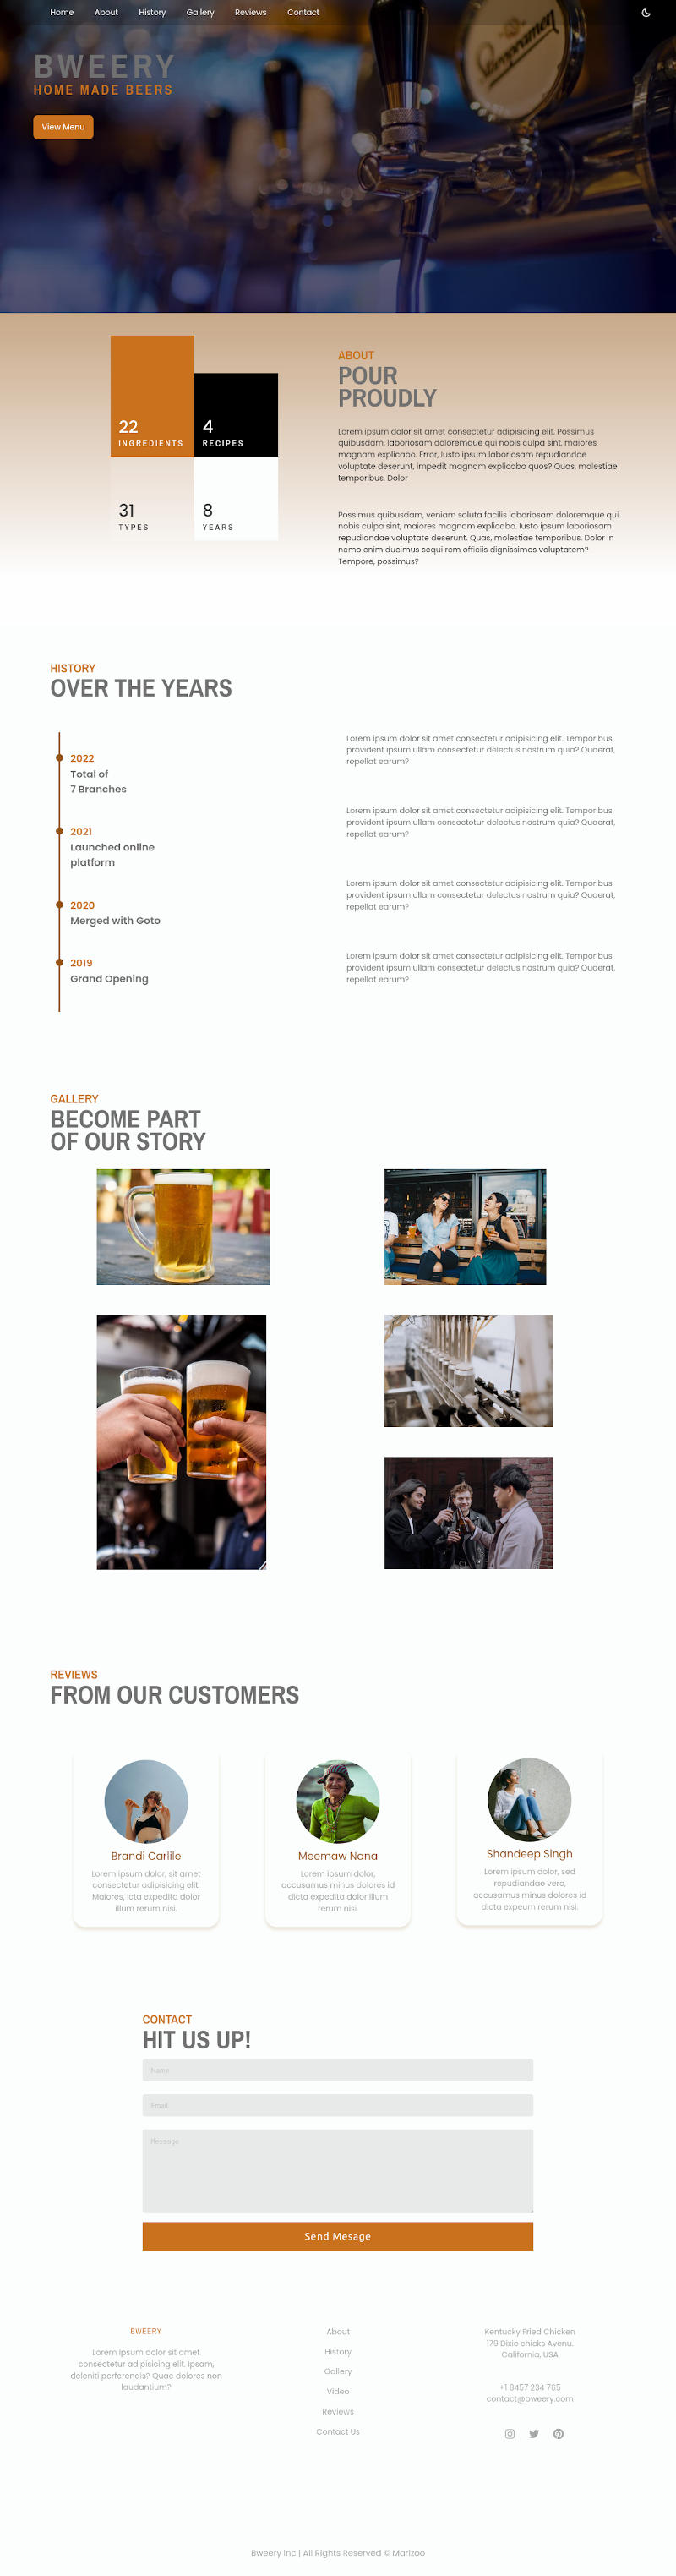 Home About History Gallery Reviews Contact
BWEERY
HOME MADE BEERS
View Menu
22
INGREDIENTS
4
RECIPES
31
TYPES
8
YEARS
ABOUT
POUR
PROUDLY
Lorem ipsum dolor sit amet consectetur adipisicing elit. Possimus
quibusdam, laboriosam doloremque qui nobis culpa sint, maiores
magnam explicabo. Error, iusto ipsum laboriosam repudiandae
voluptate deserunt, impedit magnam explicabo quos? Quas, molestiae
temporibus. Dolor
Possimus quibusdam, veniam soluta facilis laboriosam doloremque qui
nobis culpa sint, maiores magnam explicabo. Iusto ipsum laboriosam
repudiandae voluptate deserunt. Quas, molestiae temporibus. Dolor in
nemo enim ducimus sequi rem officiis dignissimos voluptatem?
Tempore, possimus?
HISTORY
OVER THE YEARS
2022
Total of
7 Branches
Lorem ipsum dolor sit amet consectetur adipisicing elit. Temporibus
provident ipsum ullam consectetur delectus nostrum quia? Quaerat,
repellat earum?
2021
Launched online
platform
Lorem ipsum dolor sit amet consectetur adipisicing elit. Temporibus
provident ipsum ullam consectetur delectus nostrum quia? Quaerat,
repellat earum?
2020
Merged with Goto
Lorem ipsum dolor sit amet consectetur adipisicing elit. Temporibus
provident ipsum ullam consectetur delectus nostrum quia? Quaerat,
repellat earum?
2019
Grand Opening
Lorem ipsum dolor sit amet consectetur adipisicing elit. Temporibus
provident ipsum ullam consectetur delectus nostrum quia? Quaerat,
repellat earum?
GALLERY
BECOME PART
OF OUR STORY
REVIEWS
FROM OUR CUSTOMERS
Brandi Carlile
Lorem ipsum dolor, sit amet
consectetur adipisicing elit.
Maiores, icta expedita dolor
illum rerum nisi.
Meemaw Nana
Lorem ipsum dolor,
accusamus minus dolores id
dicta expedita dolor illum
rerum nisi.
Shandeep Singh
Lorem ipsum dolor, sed
repudiandae vero,
accusamus minus dolores id
dicta expeum rerum nisi.
CONTACT
HIT US UP!
Name
Email
Message
Send Mesage
BWEERY
Lorem ipsum dolor sit amet
consectetur adipisicing elit. Ipsam,
deleniti perferendis? Quae dolores non
laudantium?
About
History
Gallery
Video
Reviews
Contact Us
Kentucky Fried Chicken
179 Dixie chicks Avenu.
California, USA
+1 8457 234 765
contact@bweery.com
Bweery inc | All Rights Reserved © Marizoo